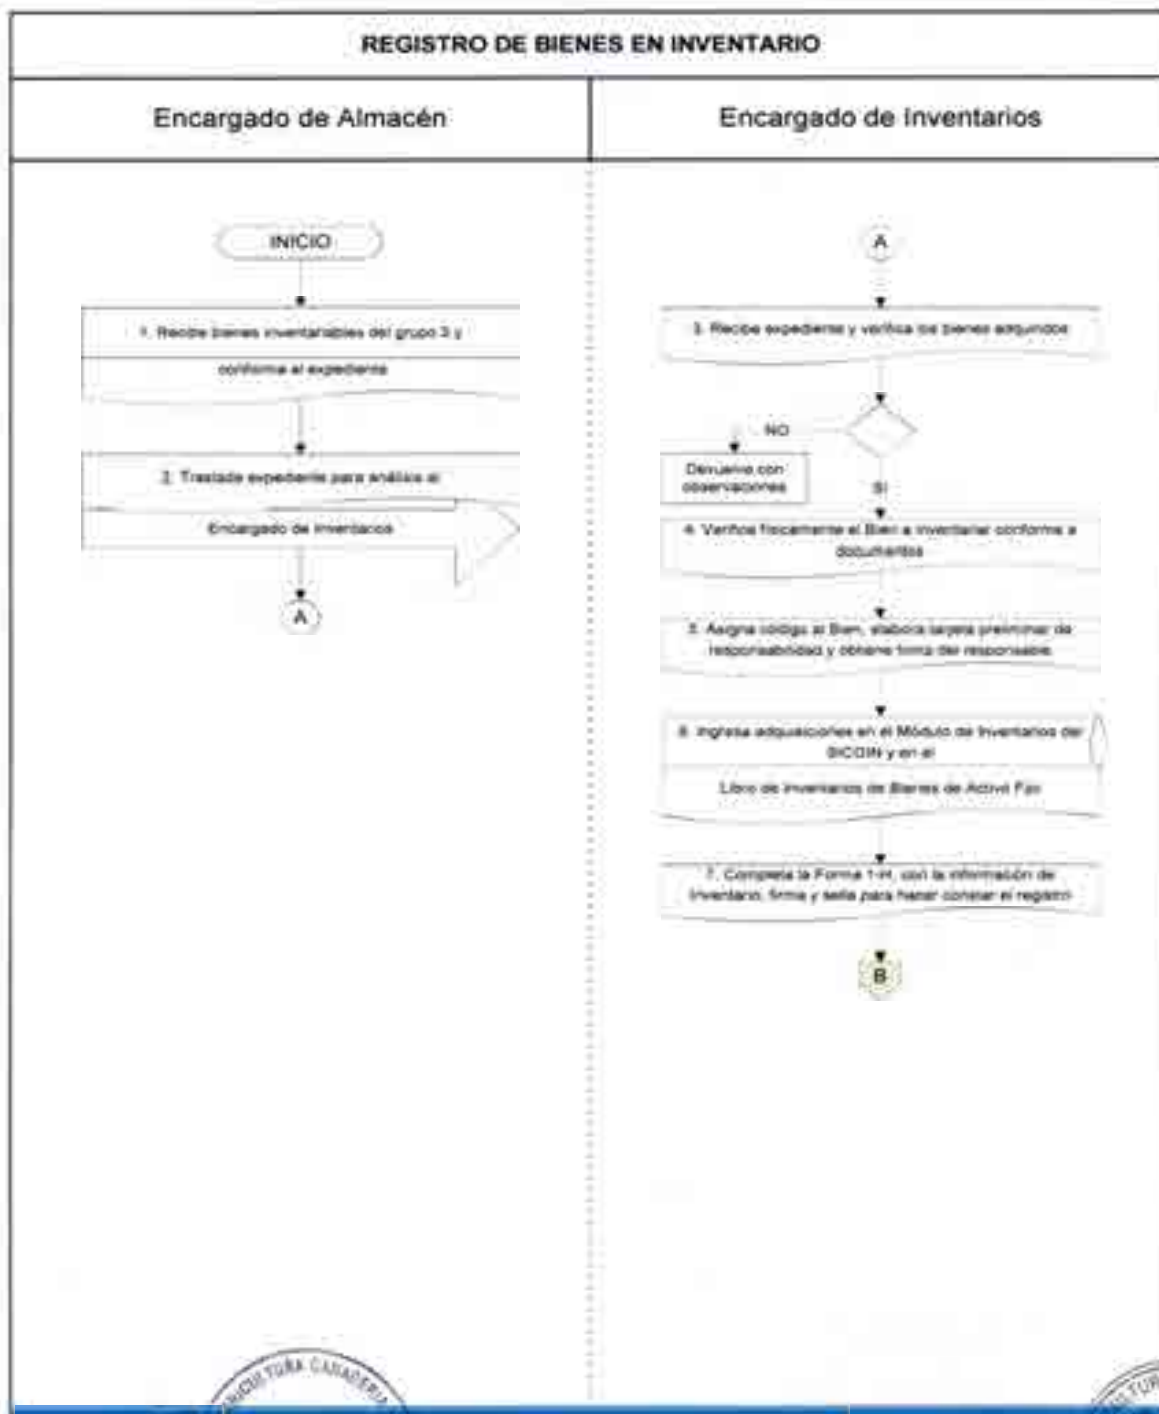 REGISTRO DE BIENES EN INVENTARIO
Encargado de Almacén
Encargado de Inventarios
INICIO
1. Recibe bienes inventariables del grupo 3 y
conforma el expediente
2. Traslada expediente para análisis al
Encargado de Inventarios
A
A
3. Recibe expediente y verifica los bienes adquiridos
NO
Devuelve con
observaciones
SI
4. Verifica físicamente el Bien a inventariar conforme a
documentos
5. Asigna código al Bien, elabora tarjeta preliminar de
responsabilidad y obtiene firma del responsable.
6. Ingresa adquisiciones en el Módulo de Inventarios del
SICOIN y en el
Libro de Inventarios de Bienes de Activo Fijo
7. Completa la Forma 1-H, con la información de
Inventario, firma y sella para hacer constar el registro
B